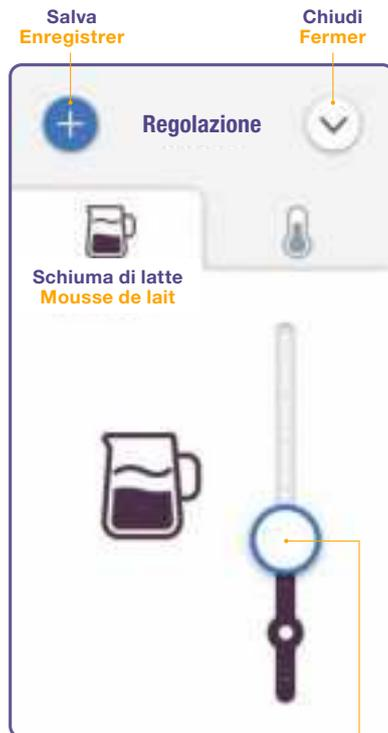 Salva
Enregistrer
Chiudi
Fermer
Regolazione
Schiuma di latte
Mousse de lait